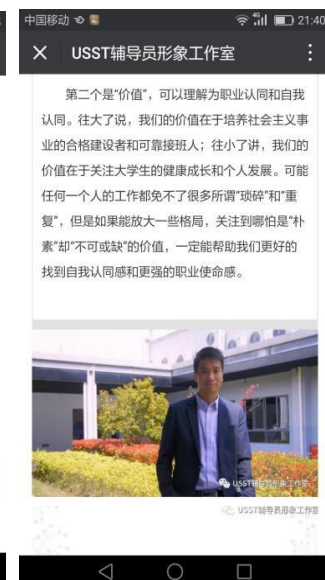 中国移动
21:40
USST辅导员形象工作室
第二个是“价值”，可以理解为职业认同和自我
认同。往大了说，我们的价值在于培养社会主义事
业的合格建设者和可靠接班人；往小了讲，我们的
价值在于关注大学生的健康成长和个人发展。可能
任何一个人的工作都免不了很多所谓“琐碎”和“重
复”，但是如果能放大一些格局，关注到哪怕是“朴
素”却“不可或缺”的价值，一定能帮助我们更好的
找到自我认同感和更强的职业使命感。
USST辅导员形象工作室
USST辅导员形象工作室